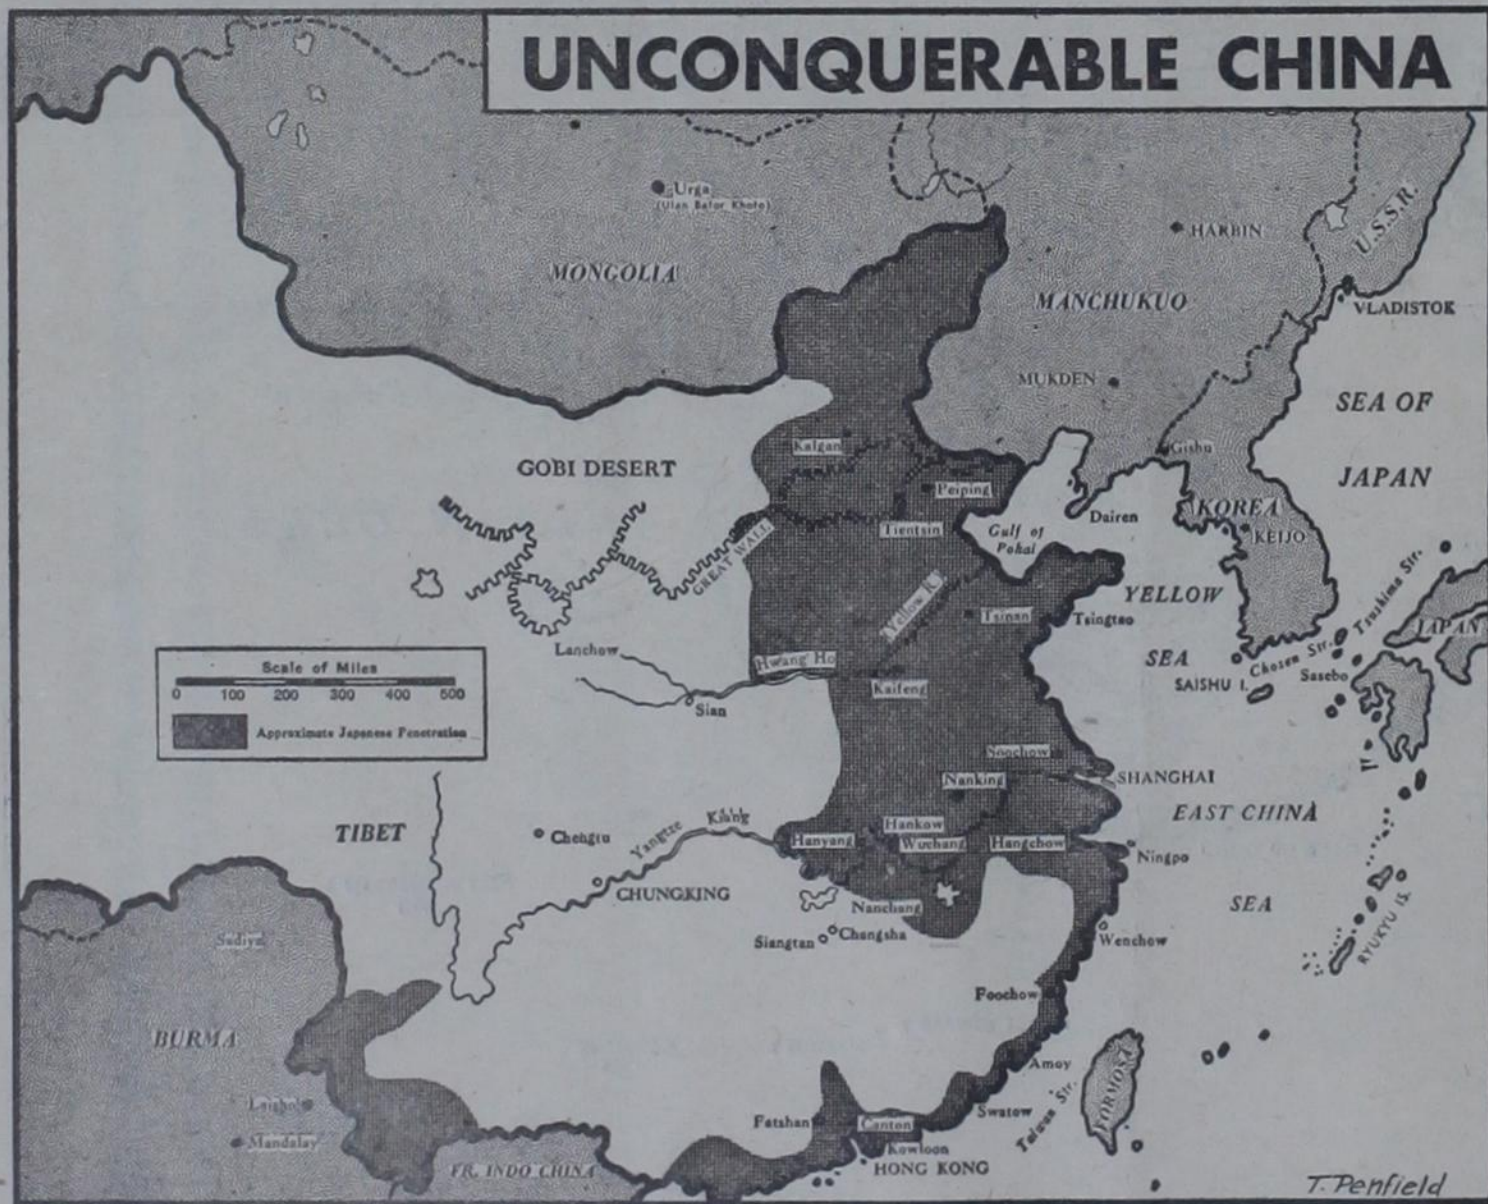 UNCONQUERABLE CHINA
Urga
(Ulan Bator Khoto)
HARBIN
U.S.S.R.
MONGOLIA
MANCHUKUO
VLADISTOK
MUKDEN
SEA OF
JAPAN
Kalgan
Gishu
GOBI DESERT
Peiping
KOREA
Dairen
Tientsin
Gulf of
Pohai
KEIJO
GREAT WALL
Tsushima Str.
YELLOW
SEA
Yellow R.
Tsinan
Tsingtao
JAPAN
Chosen Str.
Lanchow
Hwang Ho
SAISHU I.
Sasebo
Scale of Miles
0 100 200 300 400 500
Approximate Japanese Penetration
Kaifeng
Sian
Soochow
Nanking
SHANGHAI
TIBET
Chengtu
Yangtze Kiang
Hankow
EAST CHINA
SEA
Hanyang
Wuchang
Hangchow
Ningpo
CHUNGKING
Nanchang
RYUKYU IS.
Sadiya
Siangtan
Changsha
Wenchow
Foochow
BURMA
Amoy
FORMOSA
Taiwan Str.
Swatow
Fatshan
Canton
Kowloon
HONG KONG
Mandalay
FR. INDO CHINA
T. Penfield